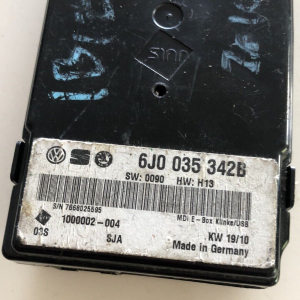 6J0 035 342B
SW: 0090 HW: H13
S/N 7668025595
MDI E - Box Klinke/USB
1000002-004
KW 19/10
03S SJA
Made in Germany